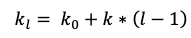 k_l = k_0 + k * (l − 1)